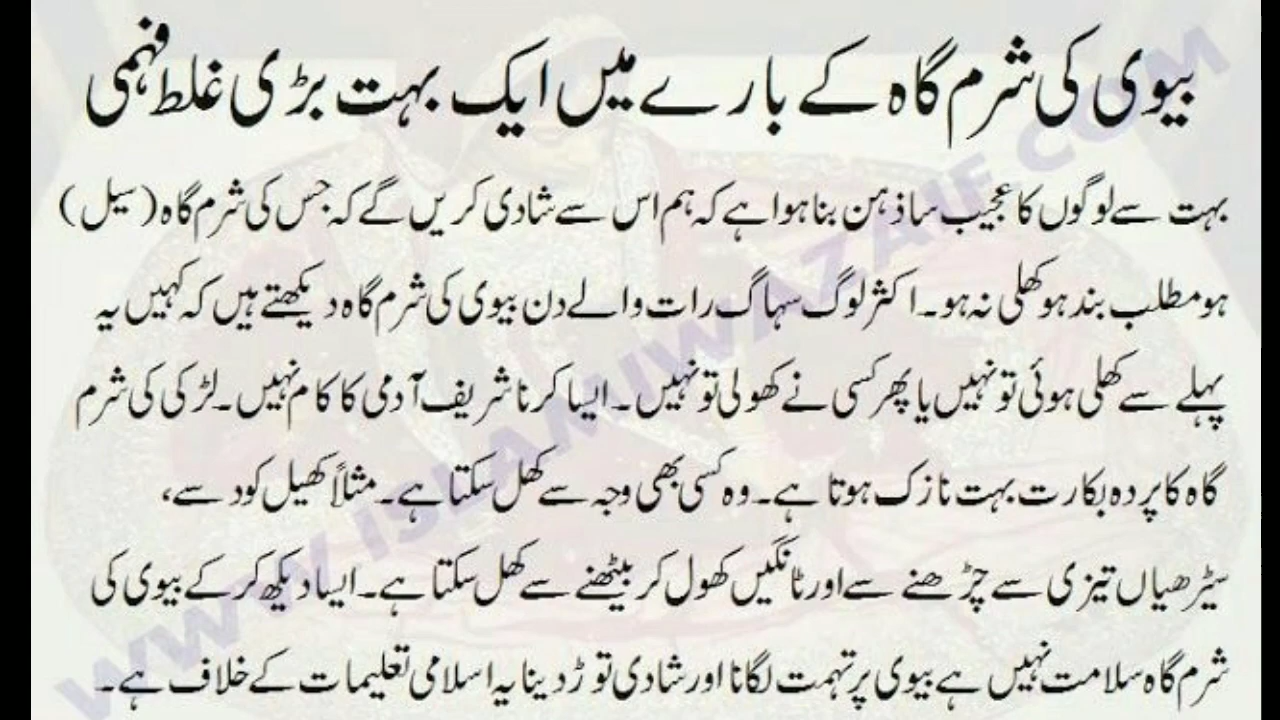 بیوی کی شرم گاہ کے بارے میں ایک بہت بڑی غلط فہمی
بہت سے لوگوں کا عجیب سا ذہن بنا ہوا ہے کہ ہم اس سے شادی کریں گے کہ جس کی شرم گاہ (سیل)
ہو مطلب بند ہو کھلی نہ ہو۔ اکثر لوگ سہاگ رات والے دن بیوی کی شرم گاہ دیکھتے ہیں کہ کہیں یہ
پہلے سے کھلی ہوئی تو نہیں یا پھر کسی نے کھولی تو نہیں۔ ایسا کرنا شریف آدمی کا کام نہیں۔ لڑکی کی شرم
گاہ کا پردہ بکارت بہت نازک ہوتا ہے۔ وہ کسی بھی وجہ سے کھل سکتا ہے۔ مثلاً کھیل کود سے،
سیڑھیاں تیزی سے چڑھنے سے اور ٹانگیں کھول کر بیٹھنے سے کھل سکتا ہے۔ ایسا دیکھ کر کے بیوی کی
شرم گاہ سلامت نہیں ہے بیوی پر تہمت لگانا اور شادی توڑ دینا یہ اسلامی تعلیمات کے خلاف ہے۔
WWW.ISLAMIWAZAIF.COM